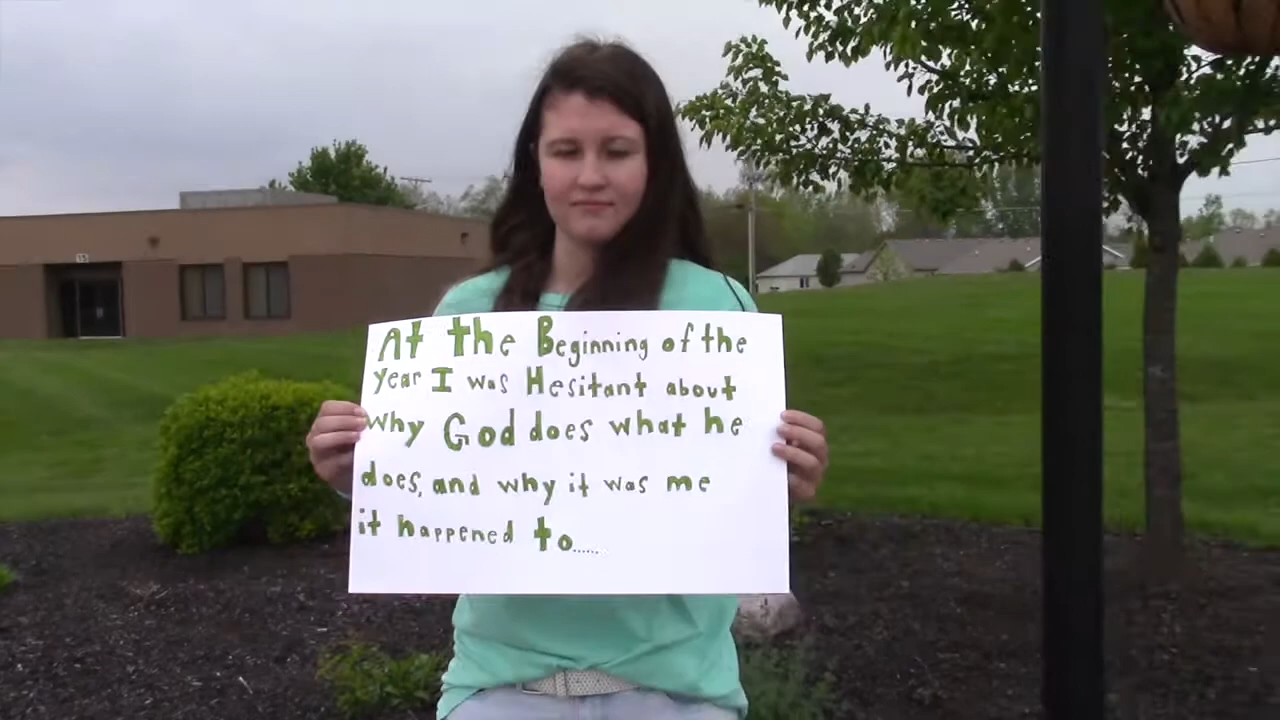 At the Beginning of the
year I was Hesitant about
Why God does what he
does, and why it was me
it happened to......